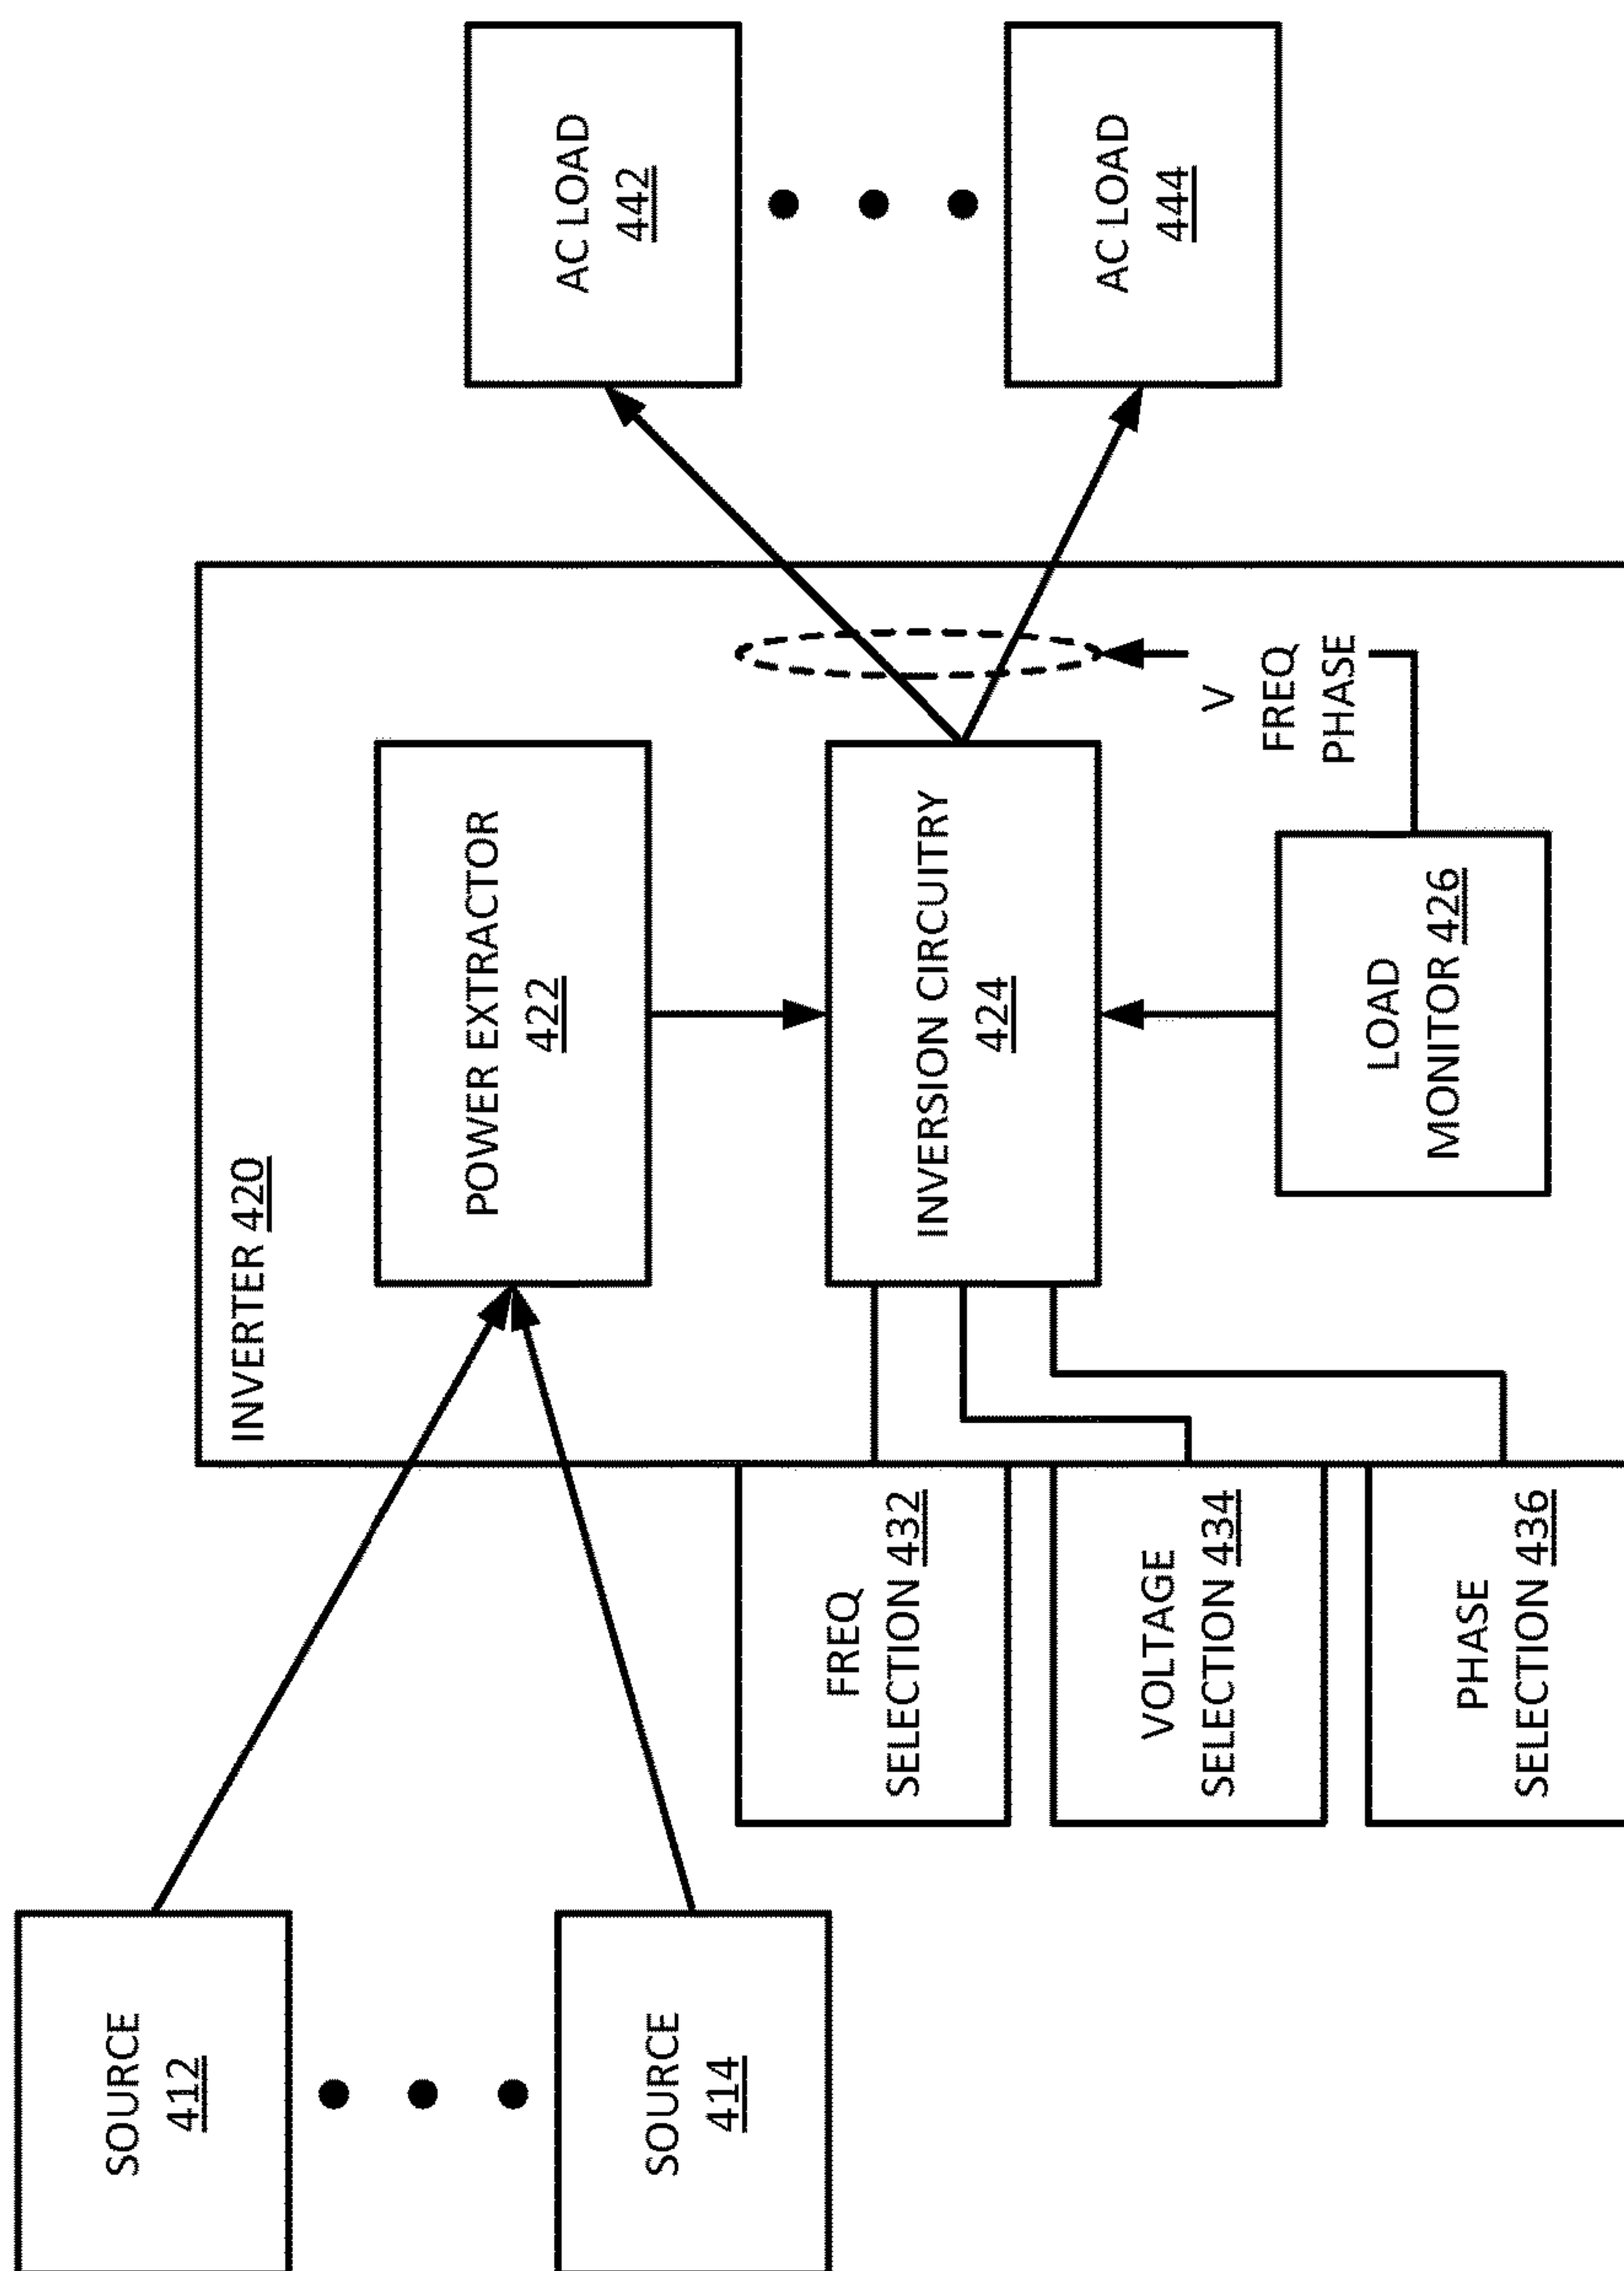 SOURCE
412
SOURCE
414
INVERTER 420
POWER EXTRACTOR
422
INVERSION CIRCUITRY
424
LOAD
MONITOR 426
V
FREQ
PHASE
FREQ
SELECTION 432
VOLTAGE
SELECTION 434
PHASE
SELECTION 436
AC LOAD
442
AC LOAD
444